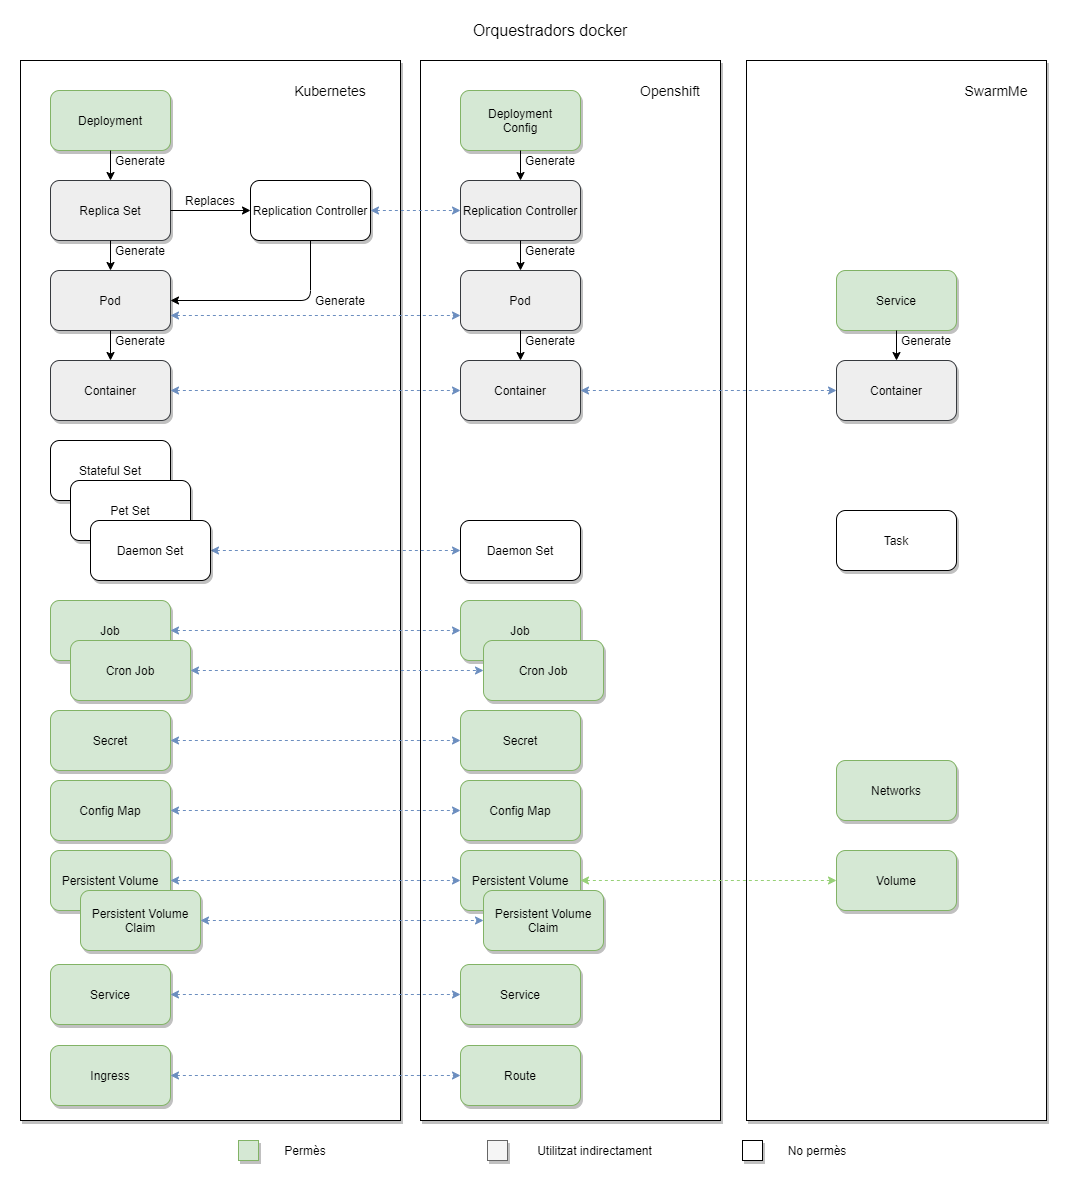 Orquestradors docker
Kubernetes
Deployment
Generate
Replica Set
Replaces
Replication Controller
Generate
Pod
Generate
Generate
Container
Stateful Set
Pet Set
Daemon Set
Job
Cron Job
Secret
Config Map
Persistent Volume
Persistent Volume
Claim
Service
Ingress
Openshift
Deployment
Config
Generate
Replication Controller
Generate
Pod
Generate
Container
Daemon Set
Job
Cron Job
Secret
Config Map
Persistent Volume
Persistent Volume
Claim
Service
Route
SwarmMe
Service
Generate
Container
Task
Networks
Volume
Permès
Utilitzat indirectament
No permès